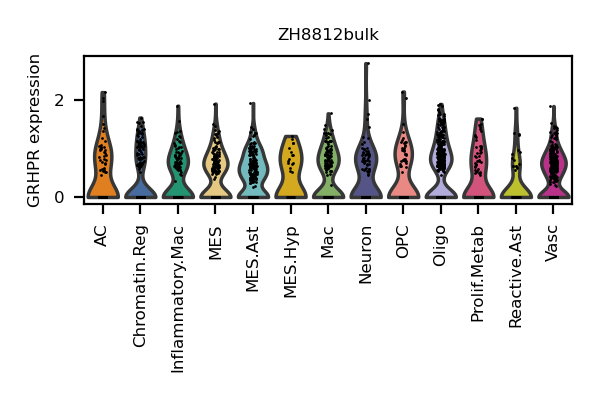 ZH8812bulk
GRHPR expression
2
0
AC
Chromatin.Reg
Inflammatory.Mac
MES
MES.Ast
MES.Hyp
Mac
Neuron
OPC
Oligo
Prolif.Metab
Reactive.Ast
Vasc